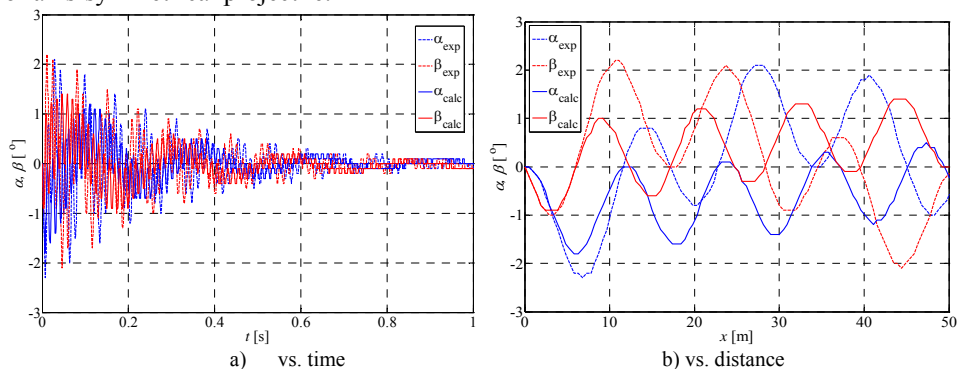 α_exp
β_exp
α_calc
β_calc
α, β [°]
3
2
1
0
-1
-2
-3
0
0.2
0.4
0.6
0.8
1
t [s]
a) vs. time
α_exp
β_exp
α_calc
β_calc
α, β [°]
3
2
1
0
-1
-2
-3
0
10
20
30
40
50
x [m]
b) vs. distance